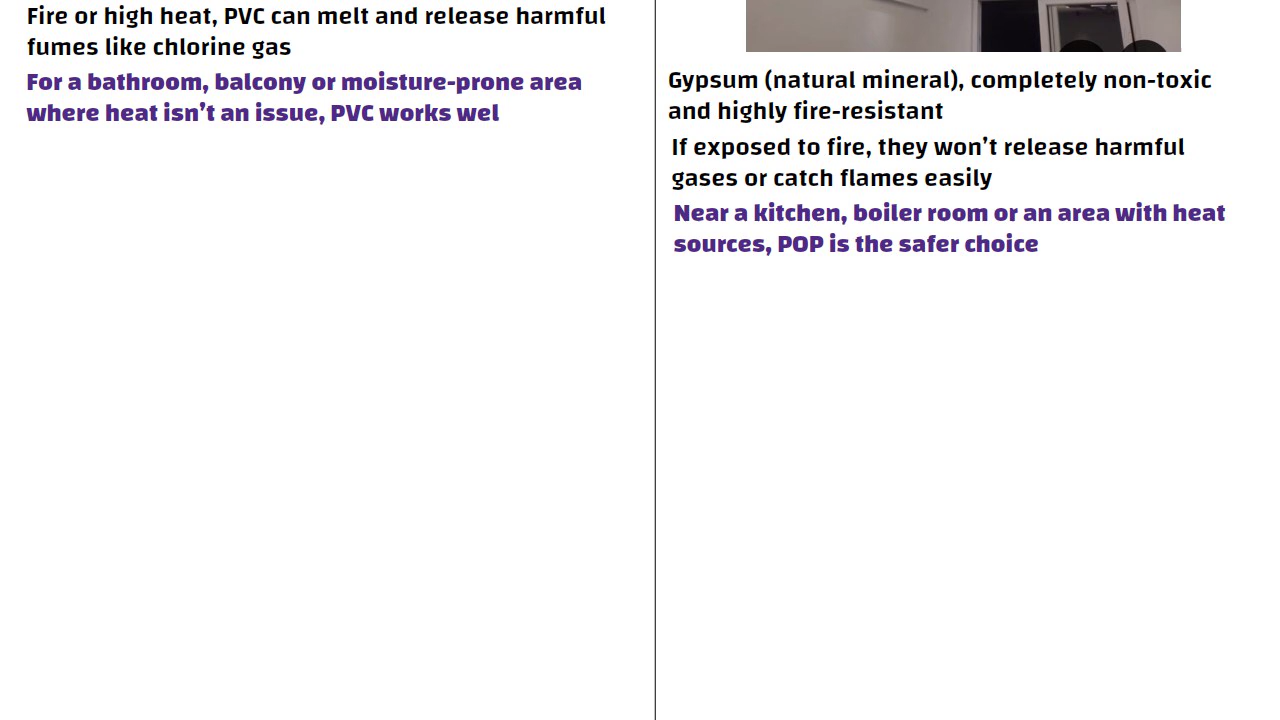 Fire or high heat, PVC can melt and release harmful
fumes like chlorine gas
For a bathroom, balcony or moisture-prone area
where heat isn’t an issue, PVC works wel
Gypsum (natural mineral), completely non-toxic
and highly fire-resistant
If exposed to fire, they won’t release harmful
gases or catch flames easily
Near a kitchen, boiler room or an area with heat
sources, POP is the safer choice